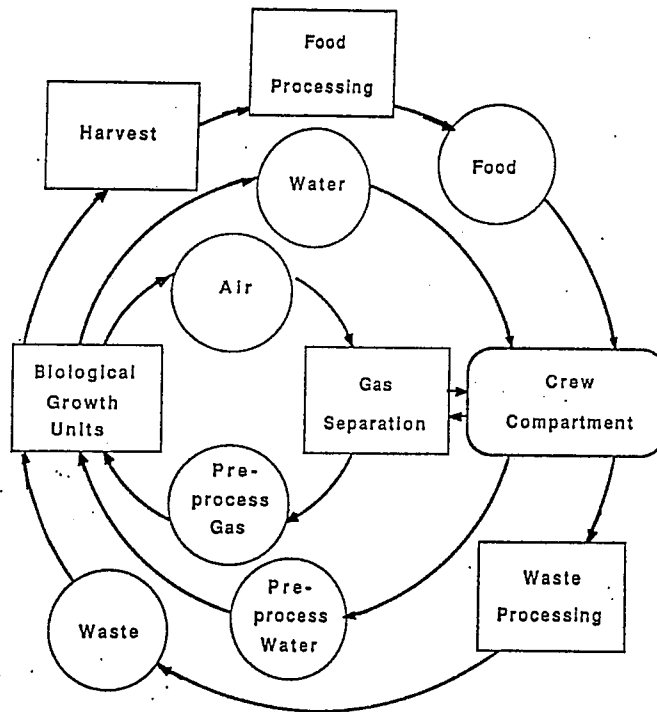 Food
Processing
Harvest
Food
Water
Air
Biological
Growth
Units
Gas
Separation
Crew
Compartment
Pre-
process
Gas
Pre-
process
Water
Waste
Processing
Waste